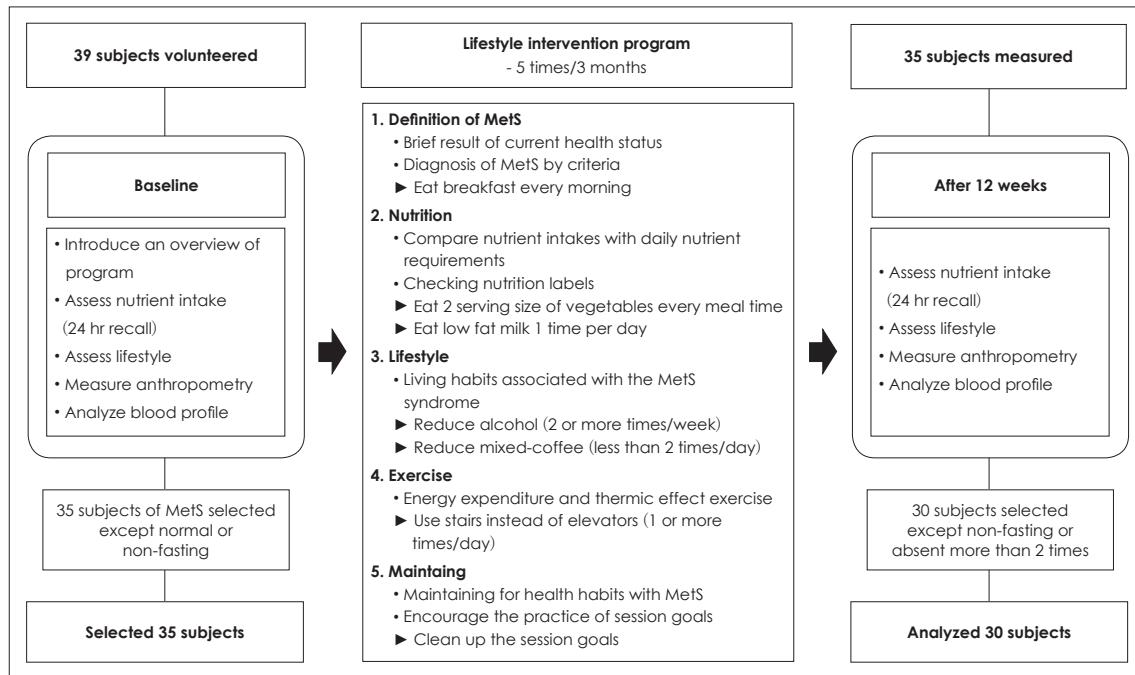 39 subjects volunteered
Baseline
• Introduce an overview of
program
• Assess nutrient intake
(24 hr recall)
• Assess lifestyle
• Measure anthropometry
• Analyze blood profile
35 subjects of MetS selected
except normal or
non-fasting
Selected 35 subjects
Lifestyle intervention program
- 5 times/3 months
1. Definition of MetS
• Brief result of current health status
• Diagnosis of MetS by criteria
► Eat breakfast every morning
2. Nutrition
• Compare nutrient intakes with daily nutrient
requirements
• Checking nutrition labels
► Eat 2 serving size of vegetables every meal time
► Eat low fat milk 1 time per day
3. Lifestyle
• Living habits associated with the MetS
syndrome
► Reduce alcohol (2 or more times/week)
► Reduce mixed-coffee (less than 2 times/day)
4. Exercise
• Energy expenditure and thermic effect exercise
► Use stairs instead of elevators (1 or more
times/day)
5. Maintaing
• Maintaining for health habits with MetS
• Encourage the practice of session goals
► Clean up the session goals
35 subjects measured
After 12 weeks
• Assess nutrient intake
(24 hr recall)
• Assess lifestyle
• Measure anthropometry
• Analyze blood profile
30 subjects selected
except non-fasting or
absent more than 2 times
Analyzed 30 subjects